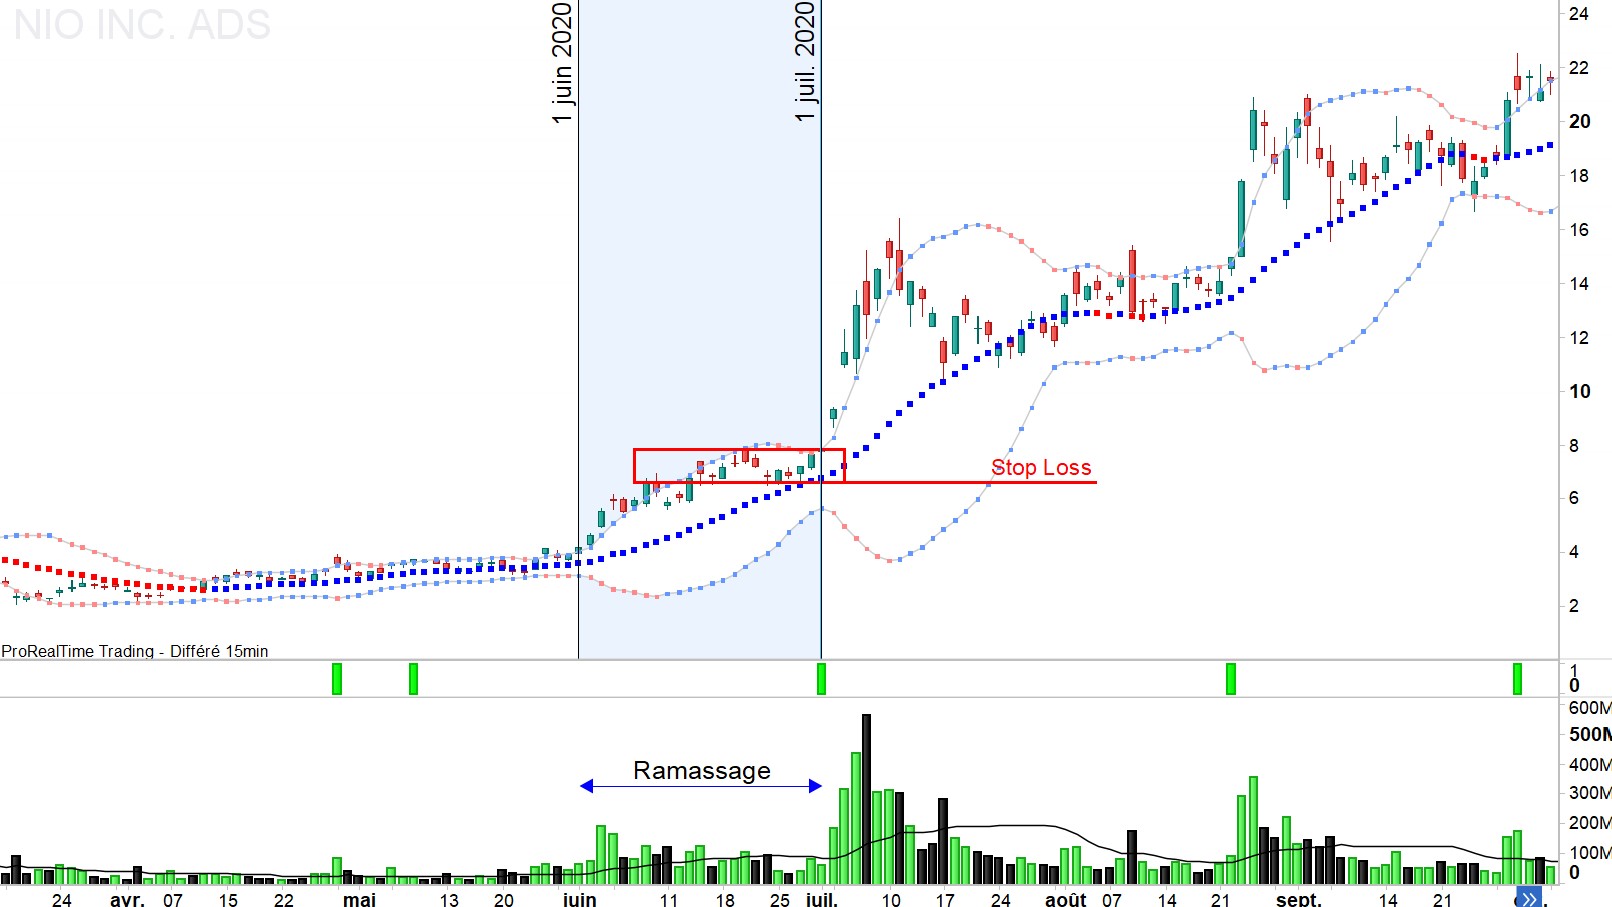 NIO INC. ADS
1 juin 2020
1 juil. 2020
24
22
20
18
16
14
12
10
8
Stop Loss
6
4
2
ProRealTime Trading - Différé 15min
1
0
600M
500M
Ramassage
400M
300M
200M
100M
0
24 avr. 07 15 22 mai 13 20 juin 11 18 juil. 10 17 24 août 07 14 21 sept. 14 21